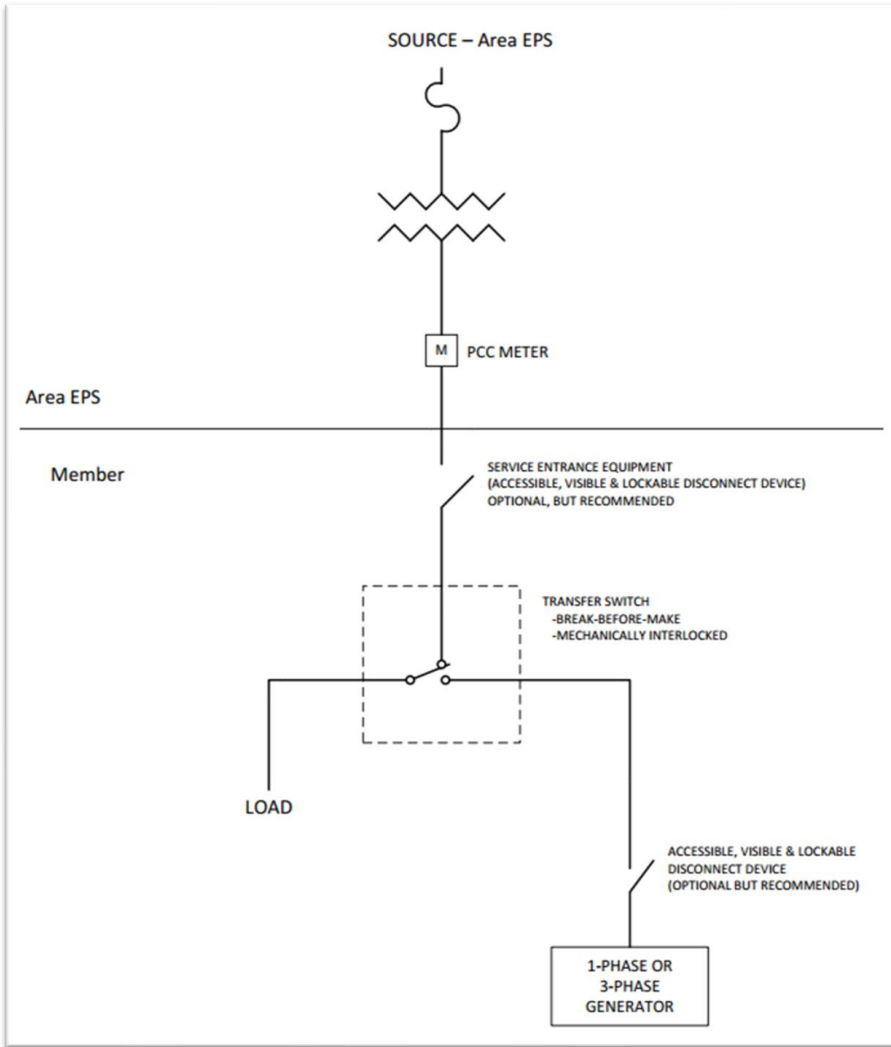 SOURCE – Area EPS
M
PCC METER
Area EPS
Member
SERVICE ENTRANCE EQUIPMENT
(ACCESSIBLE, VISIBLE & LOCKABLE DISCONNECT DEVICE)
OPTIONAL, BUT RECOMMENDED
TRANSFER SWITCH
-BREAK-BEFORE-MAKE
-MECHANICALLY INTERLOCKED
LOAD
ACCESSIBLE, VISIBLE & LOCKABLE
DISCONNECT DEVICE
(OPTIONAL BUT RECOMMENDED)
1-PHASE OR
3-PHASE
GENERATOR